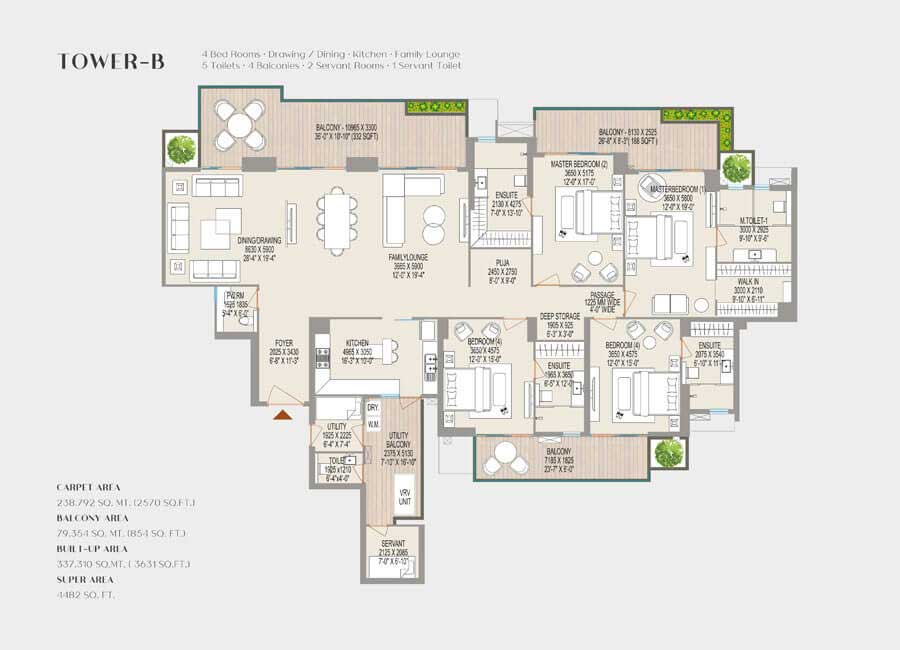 TOWER-B
4 Bed Rooms • Drawing / Dining • Kitchen • Family Lounge
5 Toilets • 4 Balconies • 2 Servant Rooms • 1 Servant Toilet
BALCONY - 10965 X 3300
36'-0" X 10'-10" (332 SQFT)
BALCONY - 8130 X 2525
26'-8" X 8'-3"( 188 SQFT )
MASTER BEDROOM (2)
3650 X 5175
12'-0" X 17'-0"
MASTERBEDROOM (1)
3650 X 5800
12'-0" X 19'-0"
ENSUITE
2130 X 4275
7'-0" X 13'-10"
M.TOILET-1
3000 X 2925
9'-10" X 9'-6"
DINING/DRAWING
8630 X 5900
28'-4" X 19'-4"
FAMILYLOUNGE
3665 X 5900
12'-0" X 19'-4"
PUJA
2450 X 2750
8'-0" X 9'-0"
WALK IN
3000 X 2110
9'-10" X 6'-11"
PASSAGE
1225 MM WIDE
4'-0" WIDE
PW.RM
1625 1835
5'-4" X 6'-0"
DEEP STORAGE
1905 X 925
6'-3" X 3'-0"
FOYER
2025 X 3430
6'-8" X 11'-3"
KITCHEN
4965 X 3050
16'-3" X 10'-0"
BEDROOM (4)
3650 X 4575
12'-0" X 15'-0"
ENSUITE
1965 X 3650
6'-5" X 12'-0"
BEDROOM (4)
3650 X 4575
12'-0" X 15'-0"
ENSUITE
2075 X 3540
6'-10" X 11'-
DRY.
W.M.
UTILITY
1925 X 2225
6'-4" X 7'-4"
UTILITY
BALCONY
2375 X 5130
7'-10" X 16'-10"
TOILET
1925 x1210
6'-4"x4'-0"
BALCONY
7185 X 1825
23'-7" X 6'-0"
VRV
UNIT
SERVANT
2125 X 2085
7'-0" X 6'-10"
CARPET AREA
238.792 SQ. MT. (2570 SQ.FT.)
BALCONY AREA
79.354 SQ. MT. (854 SQ. FT.)
BUILT-UP AREA
337.310 SQ.MT. ( 3631 SQ.FT.)
SUPER AREA
4482 SQ. FT.